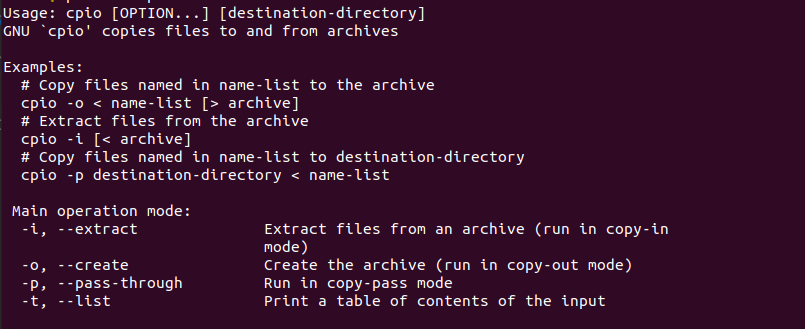 Usage: cpio [OPTION...] [destination-directory]
GNU `cpio' copies files to and from archives

Examples:
  # Copy files named in name-list to the archive
  cpio -o < name-list [> archive]
  # Extract files from the archive
  cpio -i [< archive]
  # Copy files named in name-list to destination-directory
  cpio -p destination-directory < name-list

 Main operation mode:
  -i, --extract              Extract files from an archive (run in copy-in
                             mode)
  -o, --create               Create the archive (run in copy-out mode)
  -p, --pass-through         Run in copy-pass mode
  -t, --list                 Print a table of contents of the input